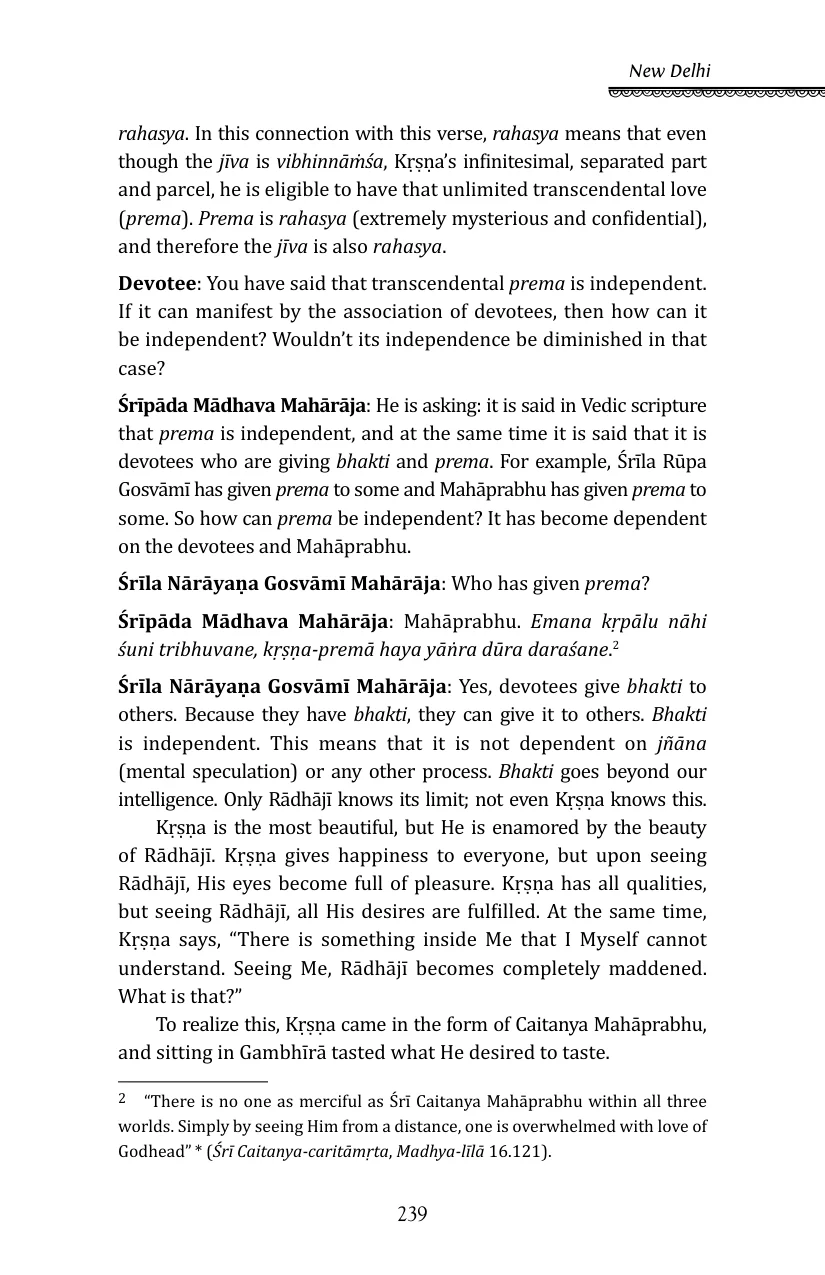 New Delhi
rahasya. In this connection with this verse, rahasya means that even
though the jīva is vibhinnāṁśa, Kṛṣṇa’s infinitesimal, separated part
and parcel, he is eligible to have that unlimited transcendental love
(prema). Prema is rahasya (extremely mysterious and confidential),
and therefore the jīva is also rahasya.
Devotee: You have said that transcendental prema is independent.
If it can manifest by the association of devotees, then how can it
be independent? Wouldn’t its independence be diminished in that
case?
Śrīpāda Mādhava Mahārāja: He is asking: it is said in Vedic scripture
that prema is independent, and at the same time it is said that it is
devotees who are giving bhakti and prema. For example, Śrīla Rūpa
Gosvāmī has given prema to some and Mahāprabhu has given prema to
some. So how can prema be independent? It has become dependent
on the devotees and Mahāprabhu.
Śrīla Nārāyaṇa Gosvāmī Mahārāja: Who has given prema?
Śrīpāda Mādhava Mahārāja: Mahāprabhu. Emana kṛpālu nāhi
śuni tribhuvane, kṛṣṇa-premā haya yāṅra dūra daraśane.2
Śrīla Nārāyaṇa Gosvāmī Mahārāja: Yes, devotees give bhakti to
others. Because they have bhakti, they can give it to others. Bhakti
is independent. This means that it is not dependent on jñāna
(mental speculation) or any other process. Bhakti goes beyond our
intelligence. Only Rādhājī knows its limit; not even Kṛṣṇa knows this.
Kṛṣṇa is the most beautiful, but He is enamored by the beauty
of Rādhājī. Kṛṣṇa gives happiness to everyone, but upon seeing
Rādhājī, His eyes become full of pleasure. Kṛṣṇa has all qualities,
but seeing Rādhājī, all His desires are fulfilled. At the same time,
Kṛṣṇa says, “There is something inside Me that I Myself cannot
understand. Seeing Me, Rādhājī becomes completely maddened.
What is that?”
To realize this, Kṛṣṇa came in the form of Caitanya Mahāprabhu,
and sitting in Gambhīrā tasted what He desired to taste.
2 “There is no one as merciful as Śrī Caitanya Mahāprabhu within all three
worlds. Simply by seeing Him from a distance, one is overwhelmed with love of
Godhead” * (Śrī Caitanya-caritāmṛta, Madhya-līlā 16.121).
239